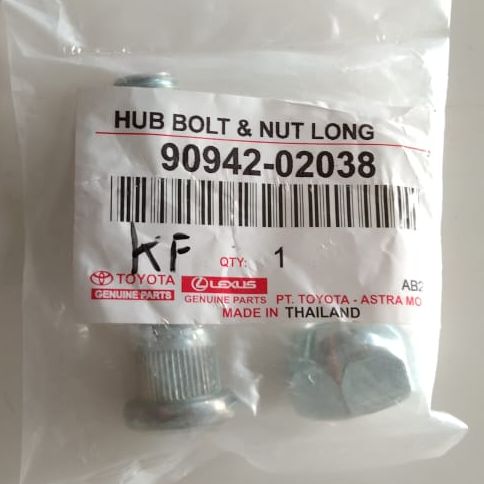 HUB BOLT & NUT LONG
90942-02038
KF
QTY: 1
TOYOTA LEXUS AB2
GENUINE PARTS GENUINE PARTS PT. TOYOTA - ASTRA MO
MADE IN THAILAND